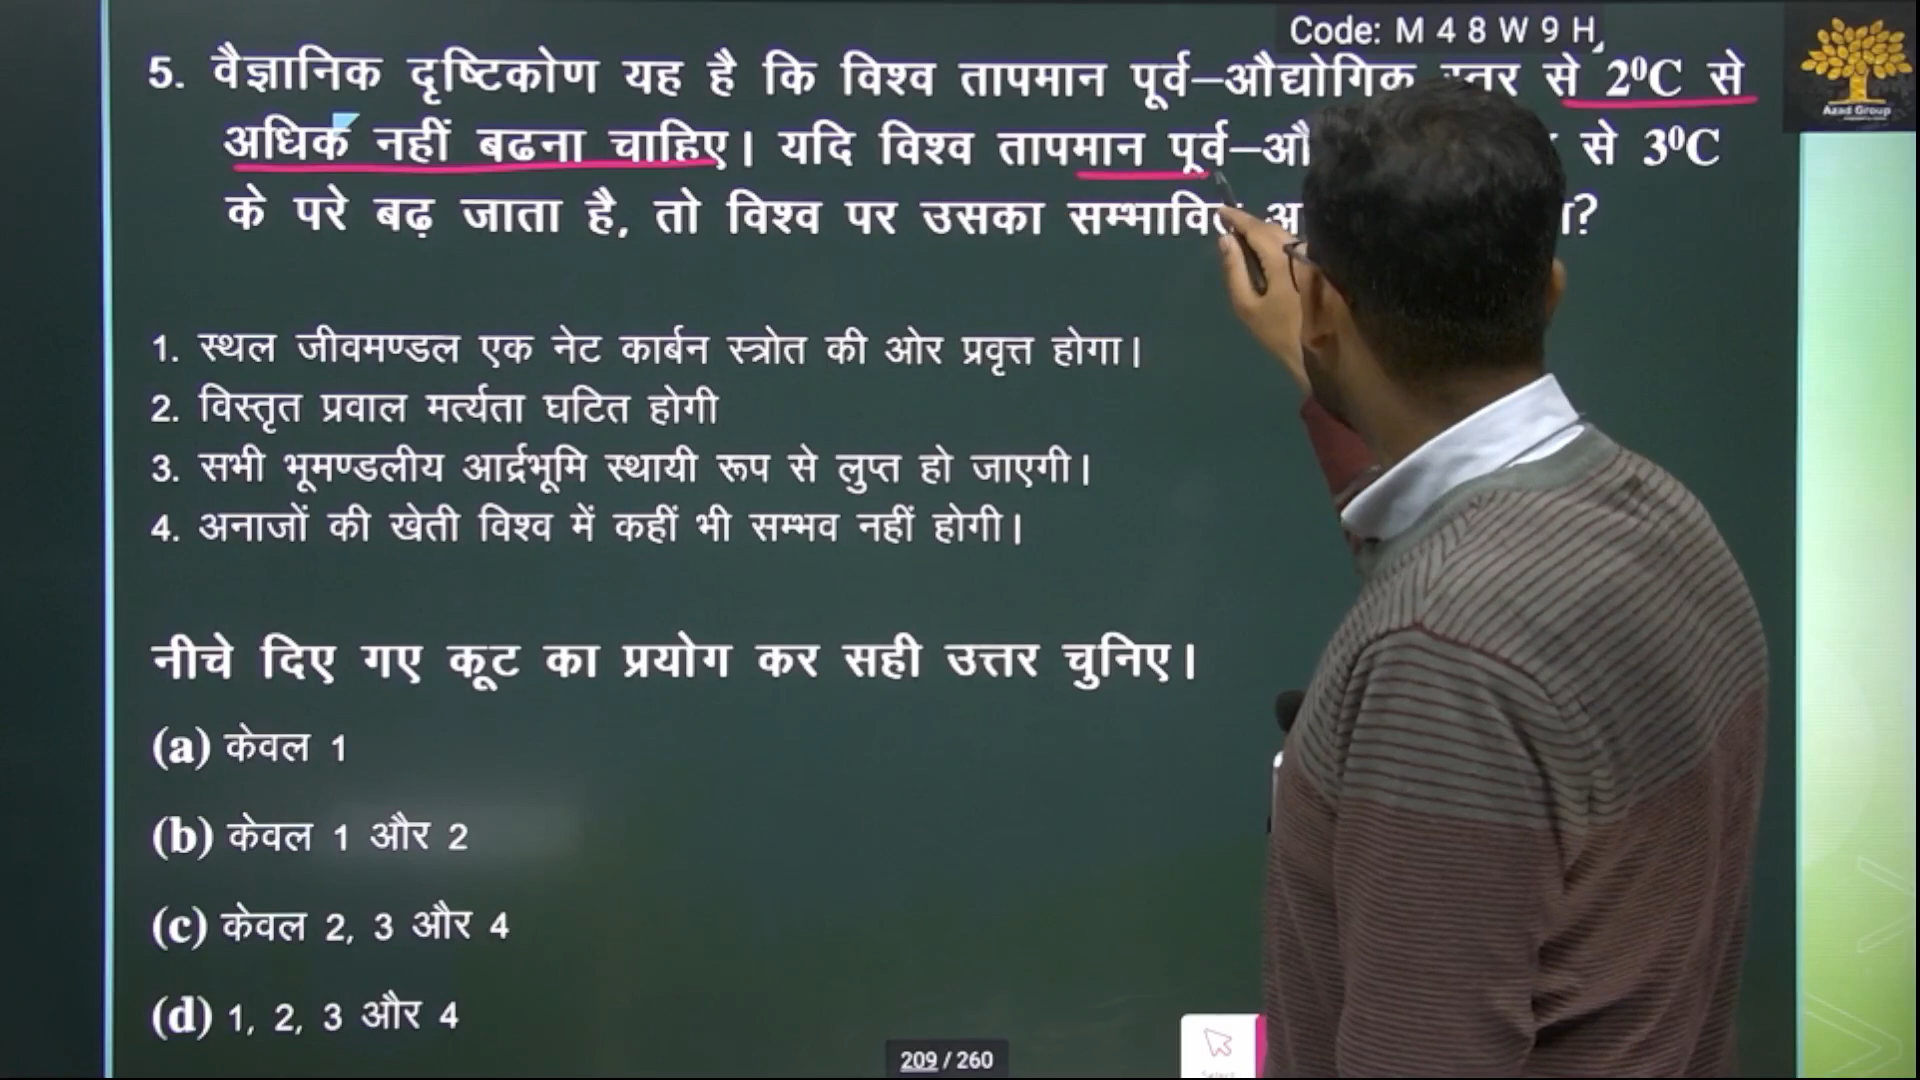 Code: M 4 8 W 9 H
5. वैज्ञानिक दृष्टिकोण यह है कि विश्व तापमान पूर्व–औद्योगिक से 2⁰C से
Azad Group
अधिक नहीं बढना चाहिए। यदि विश्व तापमान पूर्व–औ से 3⁰C
के परे बढ़ जाता है, तो विश्व पर उसका सम्भावित
1. स्थल जीवमण्डल एक नेट कार्बन स्त्रोत की ओर प्रवृत्त होगा।
2. विस्तृत प्रवाल मर्त्यता घटित होगी
3. सभी भूमण्डलीय आर्द्रभूमि स्थायी रूप से लुप्त हो जाएगी।
4. अनाजों की खेती विश्व में कहीं भी सम्भव नहीं होगी।
नीचे दिए गए कूट का प्रयोग कर सही उत्तर चुनिए।
(a) केवल 1
(b) केवल 1 और 2
(c) केवल 2, 3 और 4
(d) 1, 2, 3 और 4
209 / 260
Select